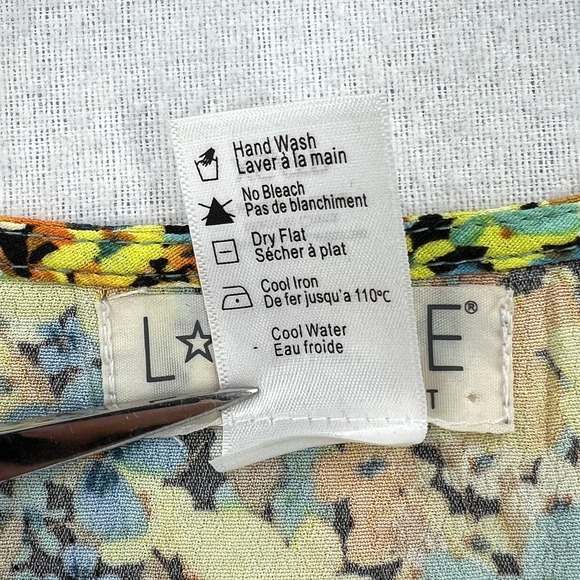 Hand Wash
Laver à la main
No Bleach
Pas de blanchiment
Dry Flat
Sécher à plat
Cool Iron
De fer jusqu'a 110°C
Cool Water
- Eau froide
L☆ E®
T